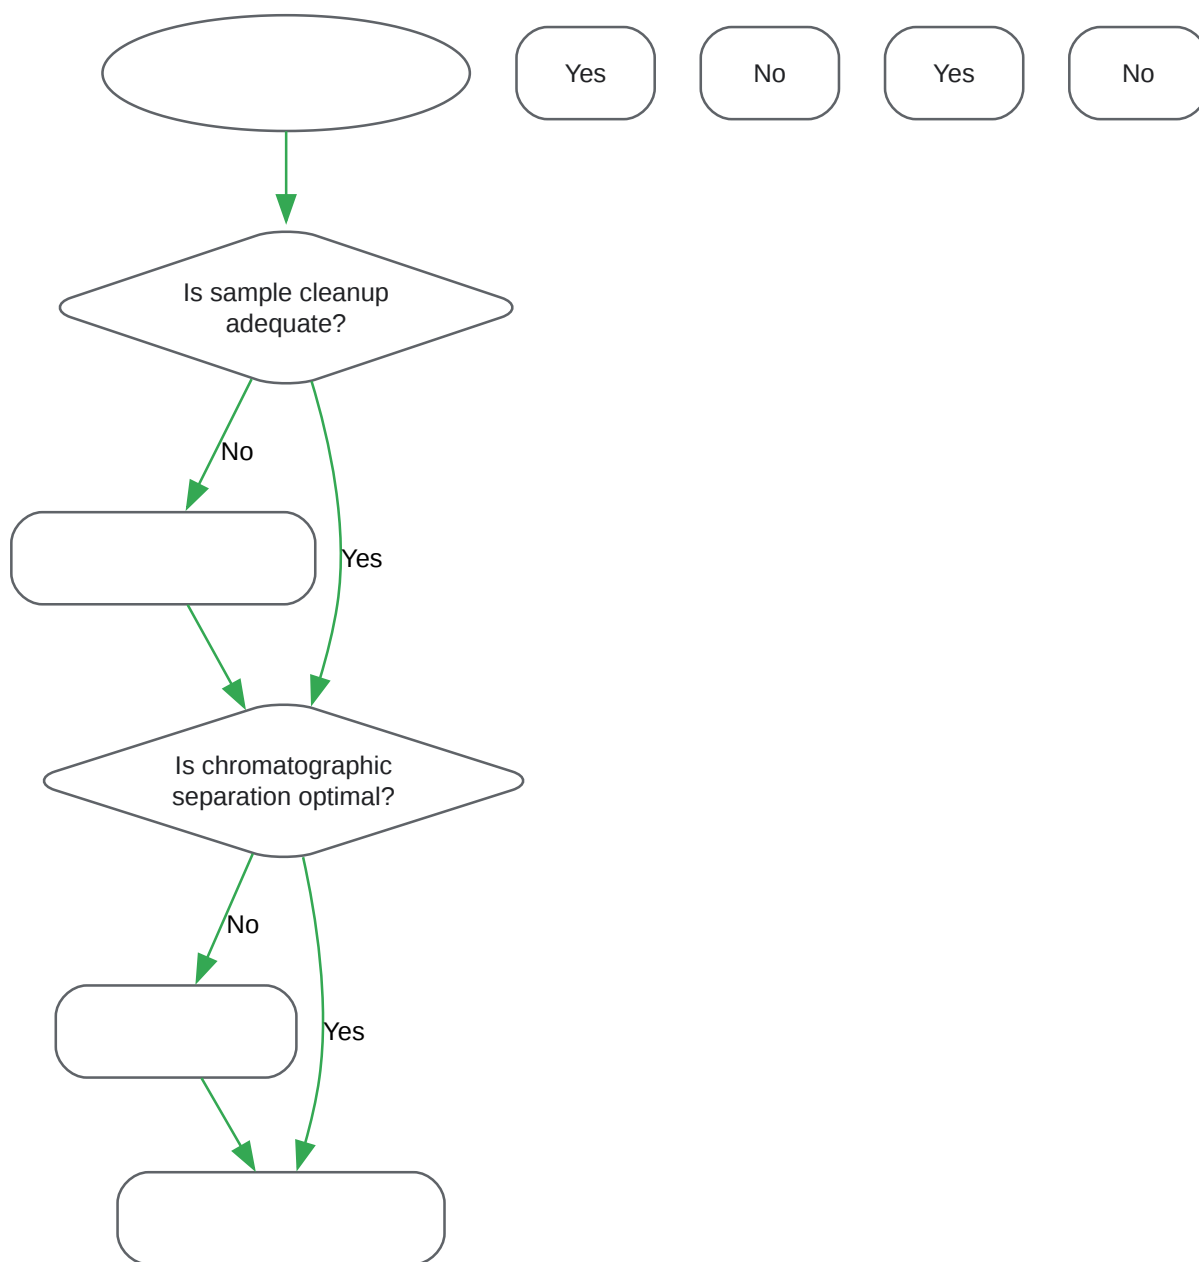 Yes
No
Yes
No
Is sample cleanup
adequate?
No
Yes
Is chromatographic
separation optimal?
No
Yes